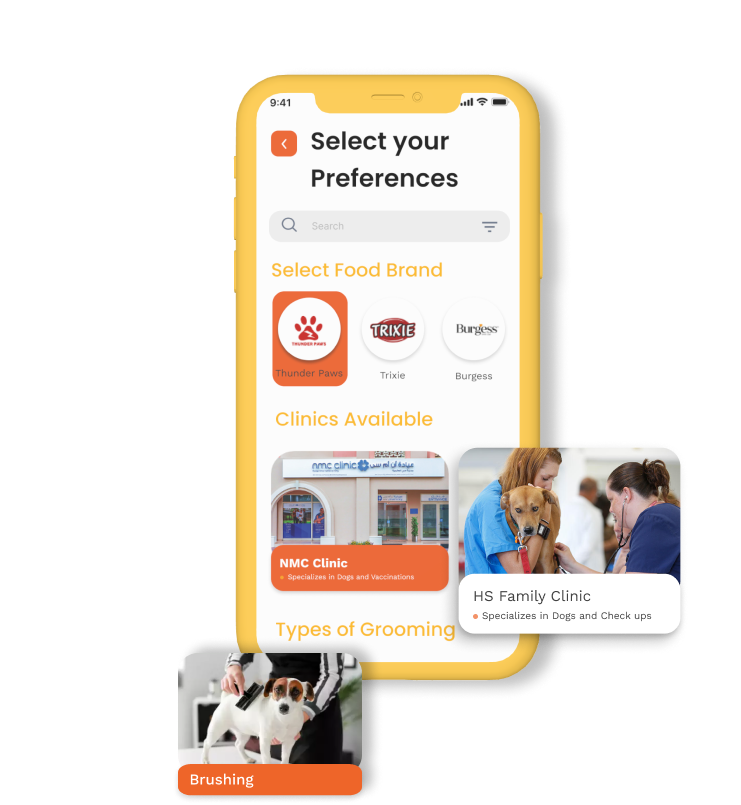 9:41
Select your
Preferences
Search
Select Food Brand
THUNDER PAWS
TRIXIE
Burgess
Thunder Paws
Trixie
Burgess
Clinics Available
nmc clinic عيادة إن أم سي
NMC Clinic
Specializes in Dogs and Vaccinations
HS Family Clinic
Specializes in Dogs and Check ups
Types of Grooming
Brushing